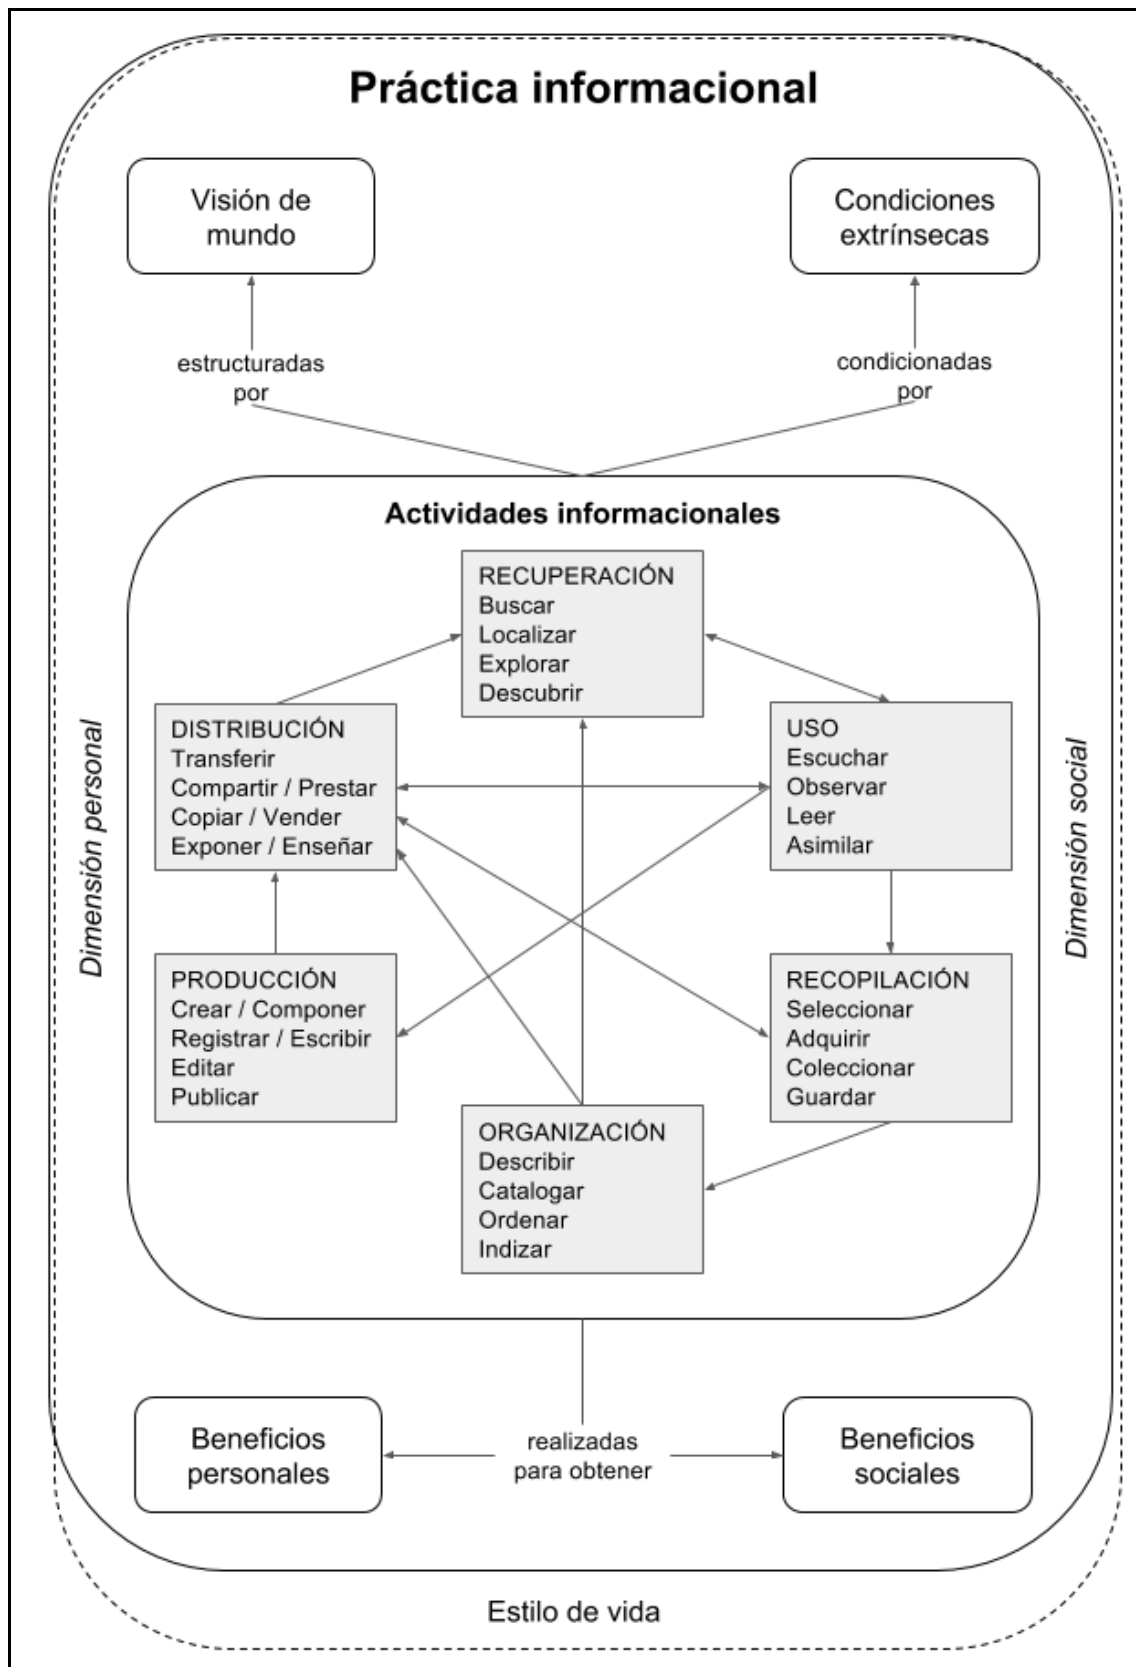 Práctica informacional
Visión de
mundo
Condiciones
extrínsecas
estructuradas
por
condicionadas
por
Actividades informacionales
RECUPERACIÓN
Buscar
Localizar
Explorar
Descubrir
DISTRIBUCIÓN
Transferir
Compartir / Prestar
Copiar / Vender
Exponer / Enseñar
USO
Escuchar
Observar
Leer
Asimilar
Dimensión personal
Dimensión social
PRODUCCIÓN
Crear / Componer
Registrar / Escribir
Editar
Publicar
RECOPILACIÓN
Seleccionar
Adquirir
Coleccionar
Guardar
ORGANIZACIÓN
Describir
Catalogar
Ordenar
Indizar
Beneficios
personales
realizadas
para obtener
Beneficios
sociales
Estilo de vida